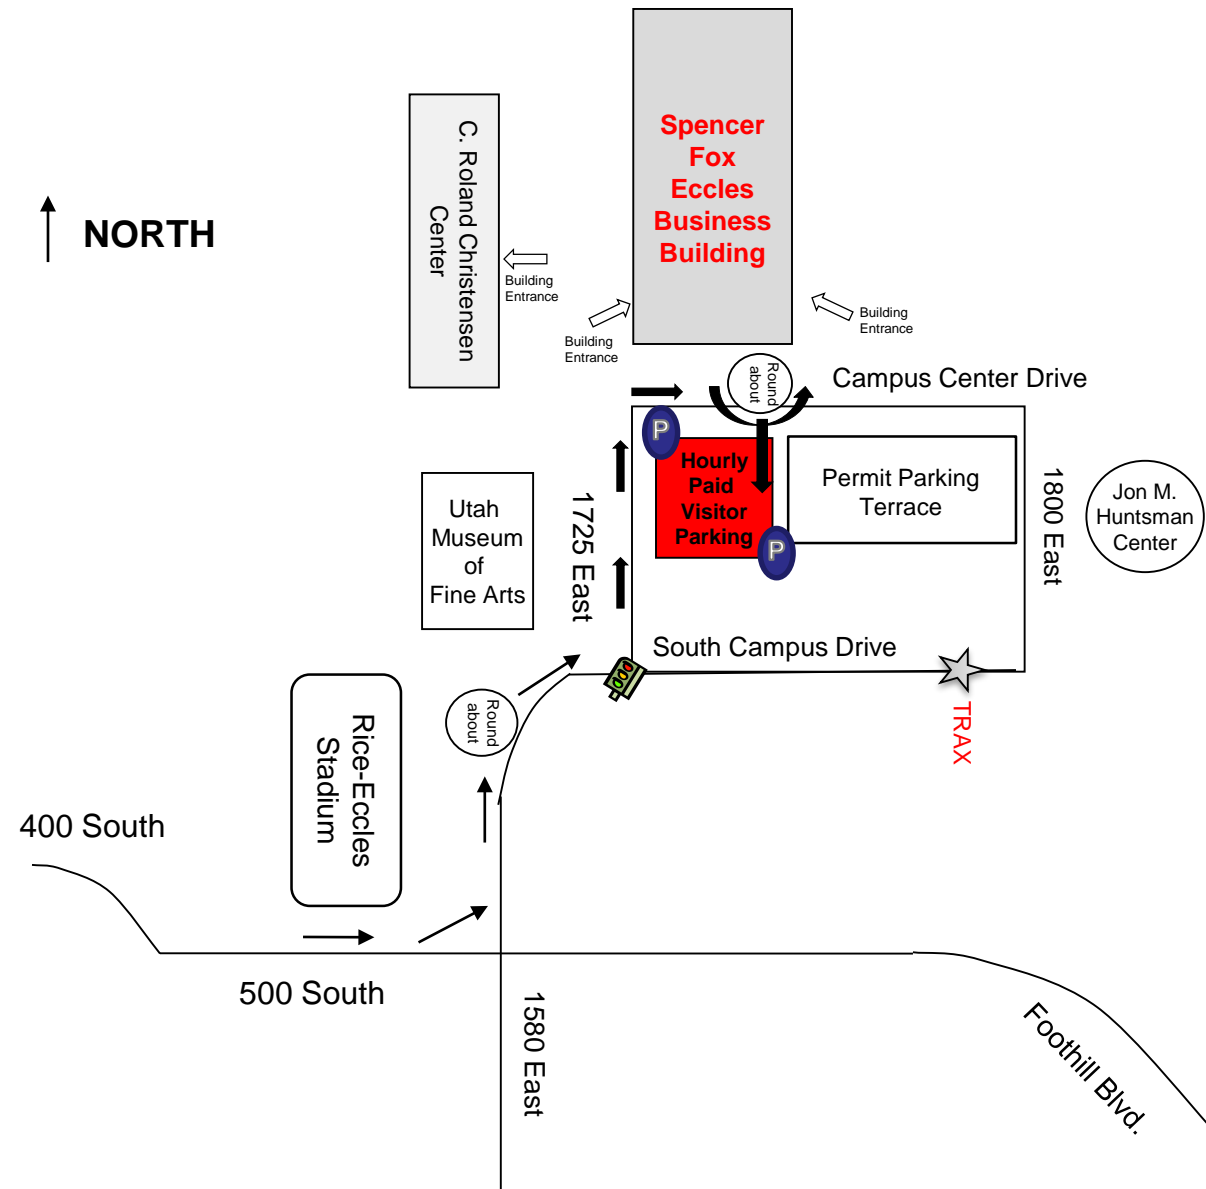 Spencer
Fox
Eccles
Business
Building
C. Roland Christensen
Center
NORTH
Building
Entrance
Building
Entrance
Building
Entrance
Round
about
Campus Center Drive
P
Hourly
Paid
Visitor
Parking
P
Permit Parking
Terrace
1800 East
Jon M.
Huntsman
Center
Utah
Museum
of
Fine Arts
1725 East
South Campus Drive
TRAX
Round
about
Rice-Eccles
Stadium
400 South
500 South
1580 East
Foothill Blvd.